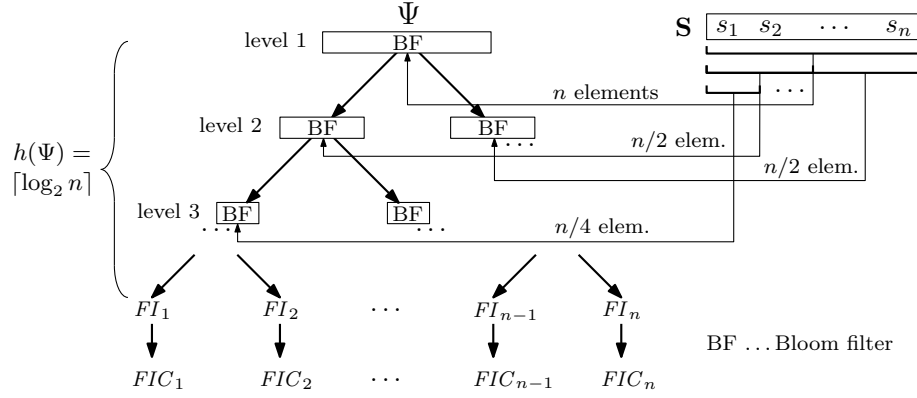 Ψ
S s₁ s₂ ⋯ sₙ
level 1 BF
n elements
⋯
level 2 BF BF
⋯
n/2 elem.
n/2 elem.
h(Ψ) =
⌈log₂ n⌉
level 3 BF BF
⋯ ⋯
n/4 elem.
FI₁ FI₂ ⋯ FIₙ₋₁ FIₙ
BF ... Bloom filter
FIC₁ FIC₂ ⋯ FICₙ₋₁ FICₙ